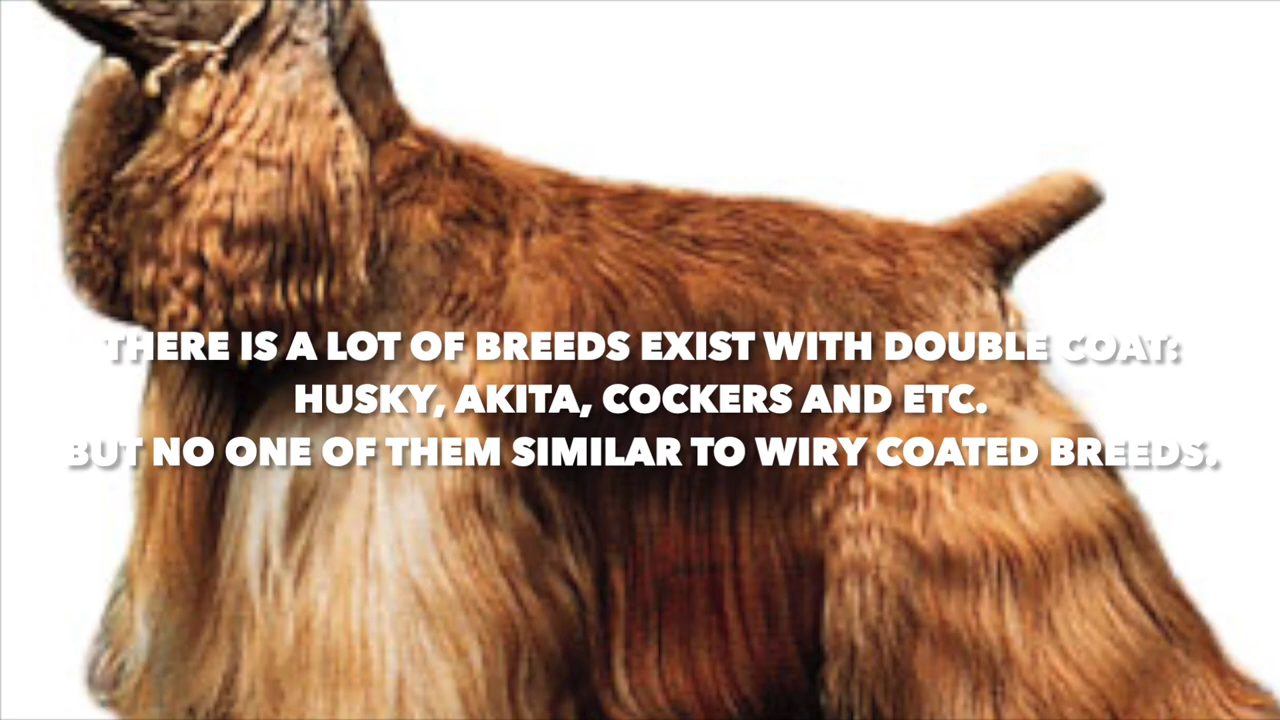 THERE IS A LOT OF BREEDS EXIST WITH DOUBLE COAT:
HUSKY, AKITA, COCKERS AND ETC.
BUT NO ONE OF THEM SIMILAR TO WIRY COATED BREEDS.